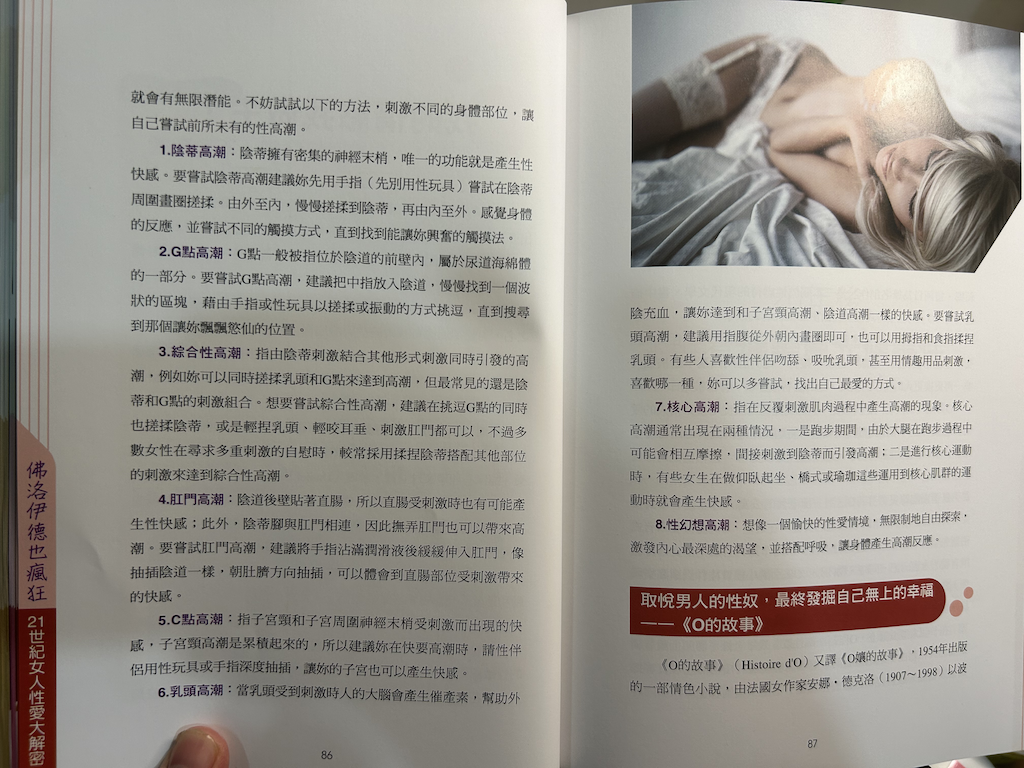 就會有無限潛能。不妨試試以下的方法，刺激不同的身體部位，讓
自己嘗試前所未有的性高潮。
1.陰蒂高潮：陰蒂擁有密集的神經末梢，唯一的功能就是產生性
快感。要嘗試陰蒂高潮建議妳先用手指（先別用性玩具）嘗試在陰蒂
周圍畫圈搓揉。由外至內，慢慢搓揉到陰蒂，再由內至外。感覺身體
的反應，並嘗試不同的觸摸方式，直到找到能讓妳興奮的觸摸法。
2.G點高潮：G點一般被指位於陰道的前壁內，屬於尿道海綿體
的一部分。要嘗試G點高潮，建議把中指放入陰道，慢慢找到一個波
狀的區塊，藉由手指或性玩具以搓揉或振動的方式挑逗，直到搜尋
到那個讓妳飄飄慾仙的位置。
3.綜合性高潮：指由陰蒂刺激結合其他形式刺激同時引發的高
潮，例如妳可以同時搓揉乳頭和G點來達到高潮，但最常見的還是陰
蒂和G點的刺激組合。想要嘗試綜合性高潮，建議在挑逗G點的同時
也搓揉陰蒂，或是輕捏乳頭、輕咬耳垂、刺激肛門都可以，不過多
數女性在尋求多重刺激的自慰時，較常採用揉捏陰蒂搭配其他部位
的刺激來達到綜合性高潮。
4.肛門高潮：陰道後壁貼著直腸，所以直腸受刺激時也有可能產
生性快感；此外，陰蒂腳與肛門相連，因此撫弄肛門也可以帶來高
潮。要嘗試肛門高潮，建議將手指沾滿潤滑液後緩緩伸入肛門，像
抽插陰道一樣，朝肚臍方向抽插，可以體會到直腸部位受刺激帶來
的快感。
5.C點高潮：指子宮頸和子宮周圍神經末梢受刺激而出現的快
感，子宮頸高潮是累積起來的，所以建議妳在快要高潮時，請性伴
侶用性玩具或手指深度抽插，讓妳的子宮也可以產生快感。
6.乳頭高潮：當乳頭受到刺激時人的大腦會產生催產素，幫助外
86
佛洛伊德也瘋狂
21世紀女人性愛大解密
陰充血，讓妳達到和子宮頸高潮、陰道高潮一樣的快感。要嘗試乳
頭高潮，建議用指腹從外朝內畫圈即可，也可以用拇指和食指揉捏
乳頭。有些人喜歡性伴侶吻舔、吸吮乳頭，甚至用情趣用品刺激，
喜歡哪一種，妳可以多嘗試，找出自己最愛的方式。
7.核心高潮：指在反覆刺激肌肉過程中產生高潮的現象。核心
高潮通常出現在兩種情況，一是跑步期間，由於大腿在跑步過程中
可能會相互摩擦，間接刺激到陰蒂而引發高潮；二是進行核心運動
時，有些女生在做仰臥起坐、橋式或瑜珈這些運用到核心肌群的運
動時就會產生快感。
8.性幻想高潮：想像一個愉快的性愛情境，無限制地自由探索，
激發內心最深處的渴望，並搭配呼吸，讓身體產生高潮反應。
取悅男人的性奴，最終發掘自己無上的幸福
——《O的故事》
《O的故事》（Histoire d'O）又譯《O孃的故事》，1954年出版
的一部情色小說，由法國女作家安娜・德克洛（1907～1998）以波
87